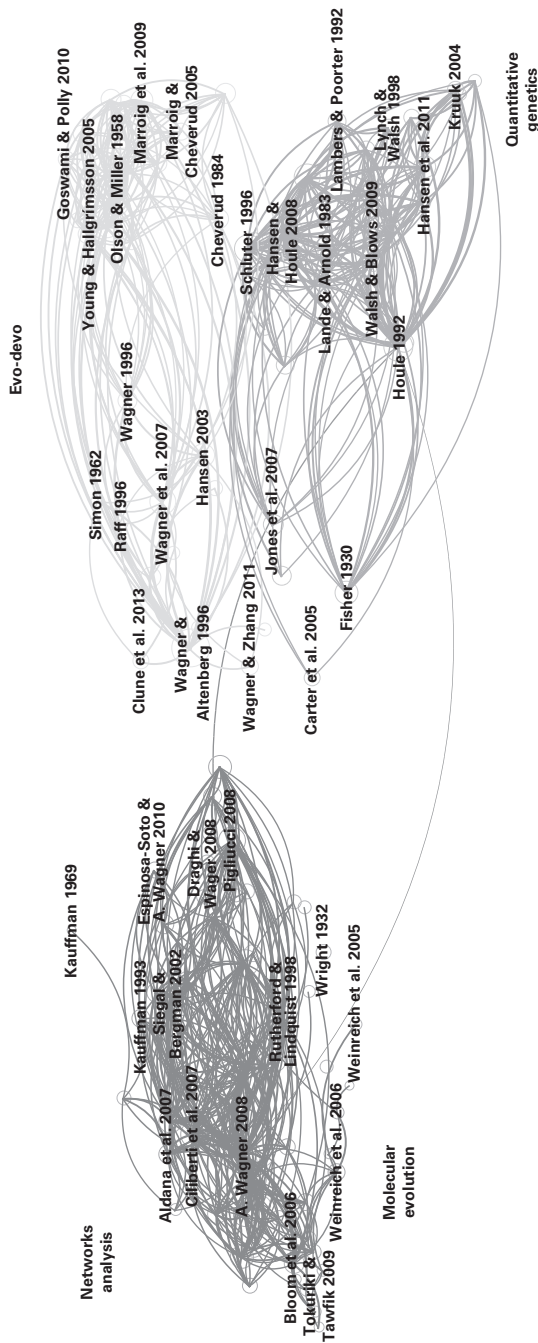 Networks
analysis
Kauffman 1969
Evo-devo
Aldana et al. 2007
Ciliberti et al. 2007
A. Wagner 2008
Kauffman 1993
Siegal &
Bergman 2002
Espinosa-Soto &
A. Wagner 2010
Draghi &
Wager 2008
Pigliucci 2008
Rutherford &
Lindquist 1998
Wright 1932
Weinreich et al. 2005
Weinreich et al. 2006
Bloom et al. 2006
Tokuriki &
Tawfik 2009
Molecular
evolution
Clune et al. 2013
Simon 1962
Raff 1996
Wagner 1996
Wagner et al. 2007
Hansen 2003
Wagner &
Altenberg 1996
Wagner & Zhang 2011
Goswami & Polly 2010
Young & Hallgrimsson 2005
Olson & Miller 1958
Marroig et al. 2009
Marroig &
Cheverud 2005
Cheverud 1984
Schluter 1996
Hansen &
Houle 2008
Lande & Arnold 1983
Lambers & Poorter 1992
Walsh & Blows 2009
Lynch &
Walsh 1998
Hansen et al. 2011
Kruuk 2004
Houle 1992
Jones et al. 2007
Carter et al. 2005
Fisher 1930
Quantitative
genetics